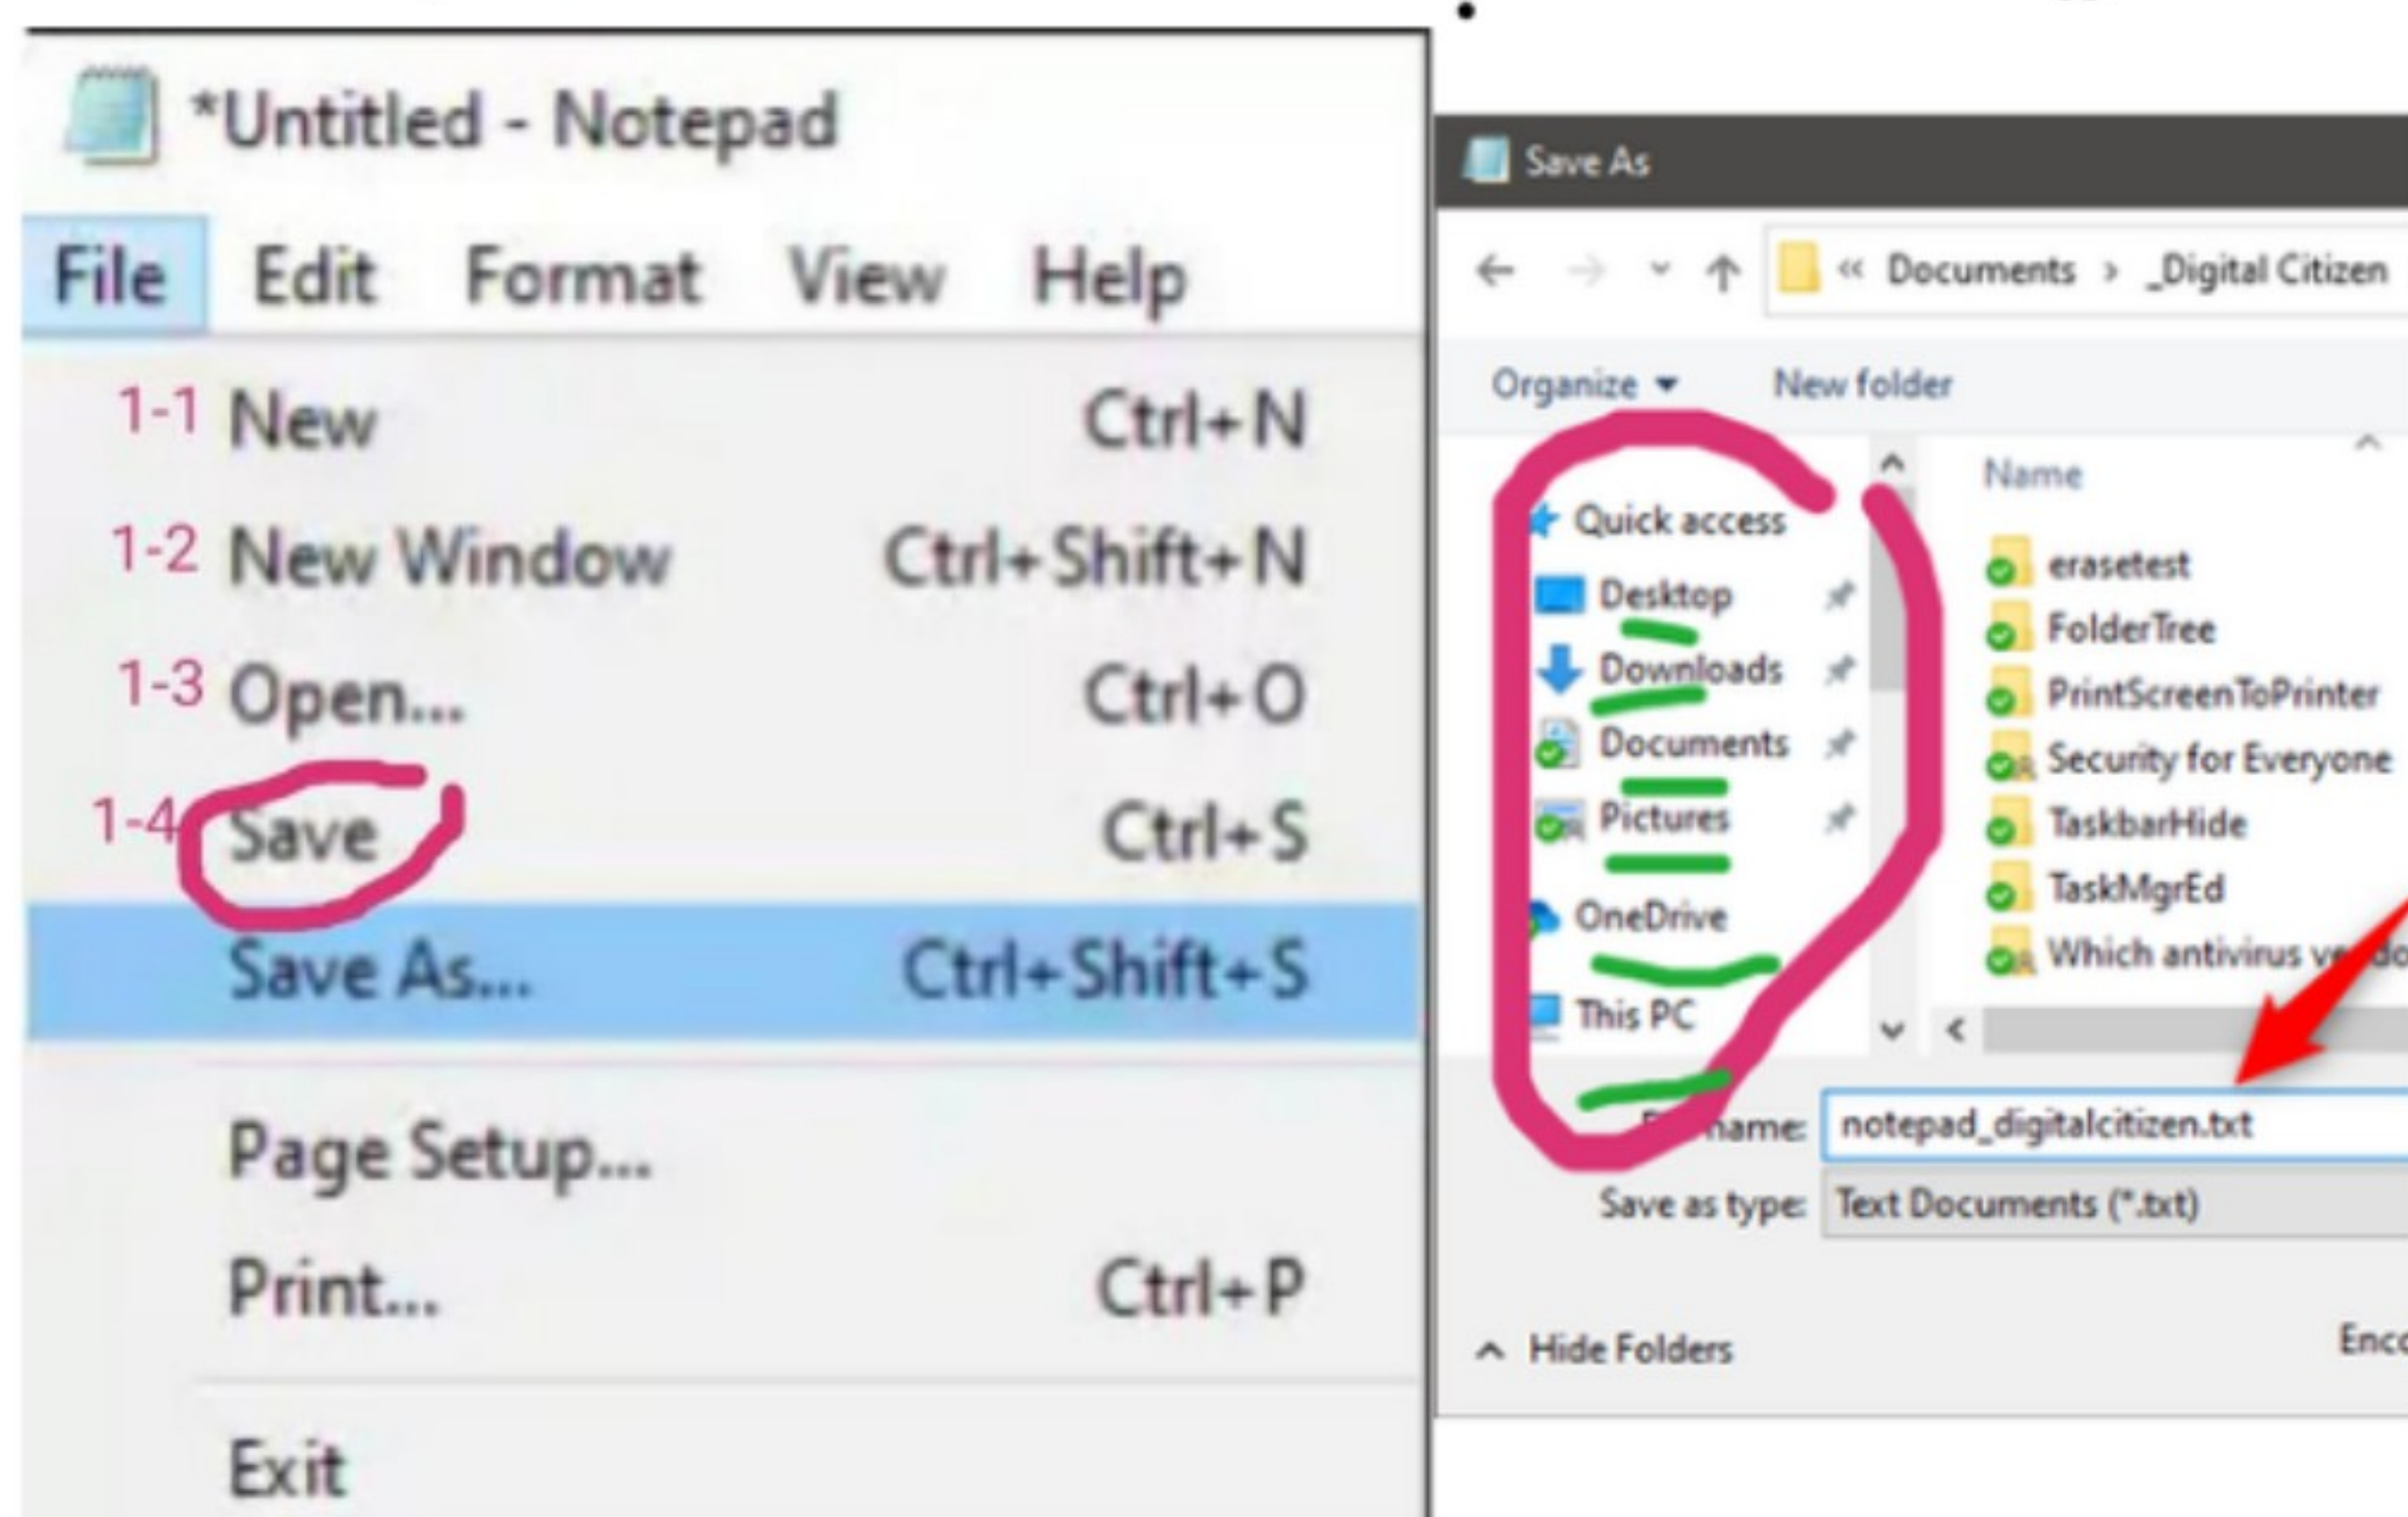 *Untitled - Notepad
File Edit Format View Help
1-1 New Ctrl+N
1-2 New Window Ctrl+Shift+N
1-3 Open... Ctrl+O
1-4 Save Ctrl+S
Save As... Ctrl+Shift+S
Page Setup...
Print... Ctrl+P
Exit
Save As
« Documents › _Digital Citizen
Organize New folder
Quick access
Desktop
Downloads
Documents
Pictures
OneDrive
This PC
Name
erasetest
FolderTree
PrintScreenToPrinter
Security for Everyone
TaskbarHide
TaskMgrEd
Which antivirus
name: notepad_digitalcitizen.txt
Save as type: Text Documents (*.txt)
Hide Folders